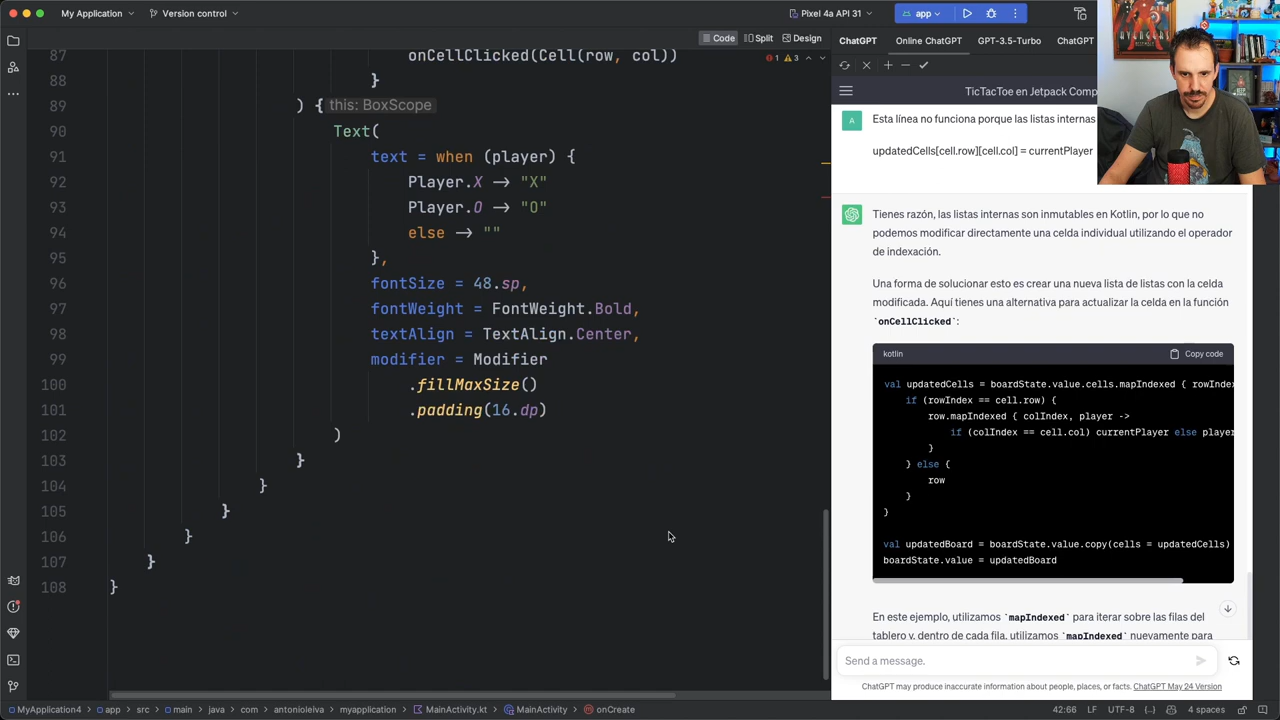 My Application
Version control
Pixel 4a API 31
app
Code
Split
Design
87
onCellClicked(Cell(row, col))
1
3
88
}
89
) {
this: BoxScope
90
Text(
91
text = when (player) {
92
Player.X -> "X"
93
Player.O -> "O"
94
else -> ""
95
},
96
fontSize = 48.sp,
97
fontWeight = FontWeight.Bold,
98
textAlign = TextAlign.Center,
99
modifier = Modifier
100
.fillMaxSize()
101
.padding(16.dp)
102
)
103
}
104
}
105
}
106
}
107
}
108
}
ChatGPT
Online ChatGPT
GPT-3.5-Turbo
ChatGPT
TicTacToe en Jetpack Comp
A
Esta línea no funciona porque las listas internas
updatedCells[cell.row][cell.col] = currentPlayer
Tienes razón, las listas internas son inmutables en Kotlin, por lo que no
podemos modificar directamente una celda individual utilizando el operador
de indexación.
Una forma de solucionar esto es crear una nueva lista de listas con la celda
modificada. Aquí tienes una alternativa para actualizar la celda en la función
`onCellClicked`:
kotlin
Copy code
val updatedCells = boardState.value.cells.mapIndexed { rowInde
if (rowIndex == cell.row) {
row.mapIndexed { colIndex, player ->
if (colIndex == cell.col) currentPlayer else player
}
} else {
row
}
}
val updatedBoard = boardState.value.copy(cells = updatedCells)
boardState.value = updatedBoard
En este ejemplo, utilizamos `mapIndexed` para iterar sobre las filas del
tablero y, dentro de cada fila, utilizamos `mapIndexed` nuevamente para
Send a message.
ChatGPT may produce inaccurate information about people, places, or facts. ChatGPT May 24 Version
MyApplication4
app
src
main
java
com
antonioleiva
myapplication
MainActivity.kt
MainActivity
onCreate
42:66
LF
UTF-8
4 spaces